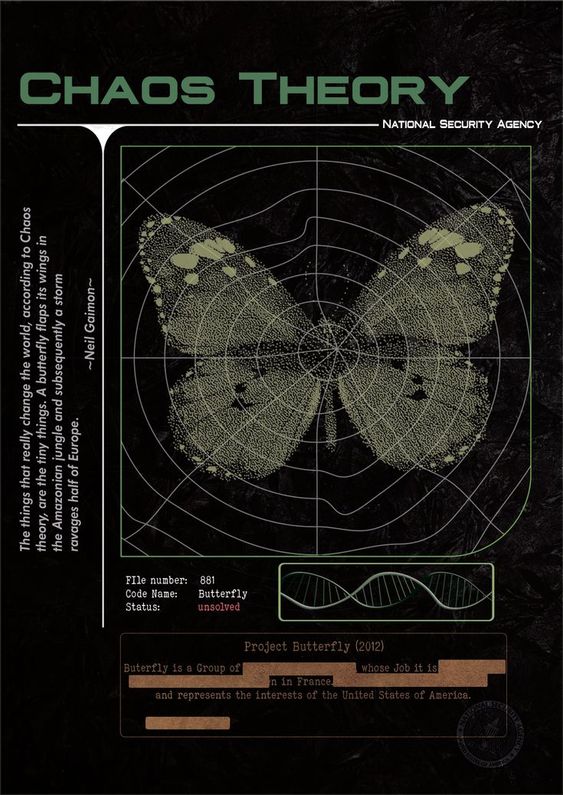 Chaos Theory
National Security Agency
The things that really change the world, according to Chaos
theory, are the tiny things. A butterfly flaps its wings in
the Amazonian jungle and subsequently a storm
ravages half of Europe.
~Neil Gaiman~
FIle number: 881
Code Name: Butterfly
Status: unsolved
Project Butterfly (2012)
Buterfly is a Group of whose Job it is
n in France.
and represents the interests of the United States of America.